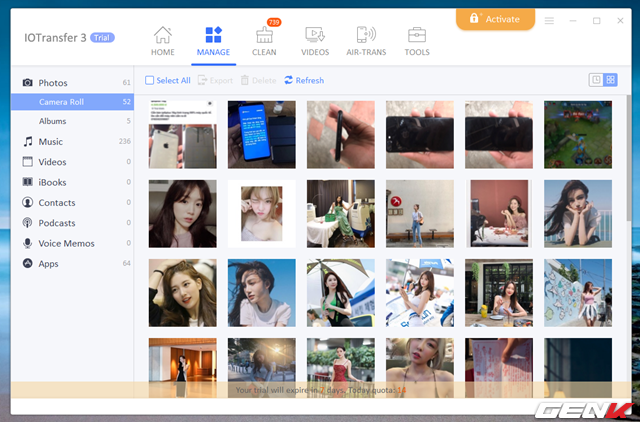 IOTransfer 3 Trial
HOME
MANAGE
739
CLEAN
VIDEOS
AIR-TRANS
TOOLS
Activate
Photos 61
Camera Roll 52
Albums 5
Music 236
Videos 0
iBooks 0
Contacts 0
Podcasts 0
Voice Memos 0
Apps 64
Select All
Export
Delete
Refresh
Your trial will expire in 7 days, Today quota: 14
GENK